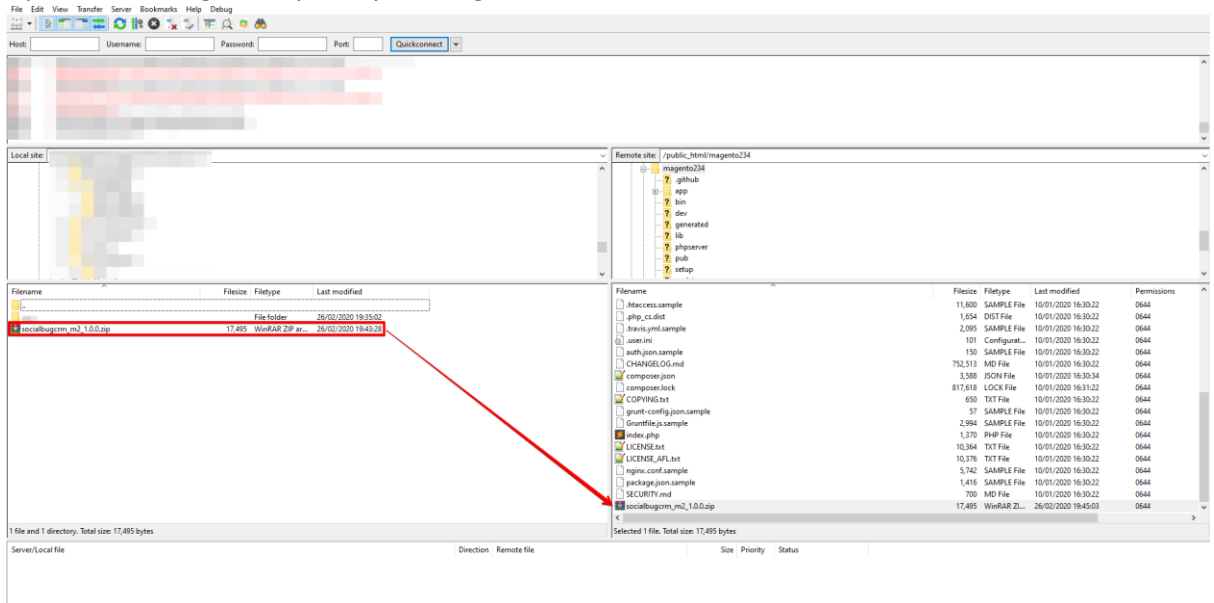 File Edit View Transfer Server Bookmarks Help Debug
Host: Username: Password: Port: Quickconnect
Local site: Remote site: /public_html/magento234
magento234
.github
app
bin
dev
generated
lib
phpserver
pub
setup
Filename Filesize Filetype Last modified
..
File folder 26/02/2020 19:35:02
socialbugcrm_m2_1.0.0.zip 17,495 WinRAR ZIP ar... 26/02/2020 19:43:28
1 file and 1 directory. Total size: 17,495 bytes
Filename Filesize Filetype Last modified Permissions
.htaccess.sample 11,600 SAMPLE File 10/01/2020 16:30:22 0644
.php_cs.dist 1,654 DIST File 10/01/2020 16:30:22 0644
.travis.yml.sample 2,095 SAMPLE File 10/01/2020 16:30:22 0644
.user.ini 101 Configurat... 10/01/2020 16:30:22 0644
auth.json.sample 150 SAMPLE File 10/01/2020 16:30:22 0644
CHANGELOG.md 752,513 MD File 10/01/2020 16:30:22 0644
composer.json 3,588 JSON File 10/01/2020 16:30:34 0644
composer.lock 817,618 LOCK File 10/01/2020 16:31:22 0644
COPYING.txt 650 TXT File 10/01/2020 16:30:22 0644
grunt-config.json.sample 57 SAMPLE File 10/01/2020 16:30:22 0644
Gruntfile.js.sample 2,994 SAMPLE File 10/01/2020 16:30:22 0644
index.php 1,370 PHP File 10/01/2020 16:30:22 0644
LICENSE.txt 10,364 TXT File 10/01/2020 16:30:22 0644
LICENSE_AFL.txt 10,376 TXT File 10/01/2020 16:30:22 0644
nginx.conf.sample 5,742 SAMPLE File 10/01/2020 16:30:22 0644
package.json.sample 1,416 SAMPLE File 10/01/2020 16:30:22 0644
SECURITY.md 700 MD File 10/01/2020 16:30:22 0644
socialbugcrm_m2_1.0.0.zip 17,495 WinRAR ZI... 26/02/2020 19:45:03 0644
Selected 1 file. Total size: 17,495 bytes
Server/Local file Direction Remote file Size Priority Status